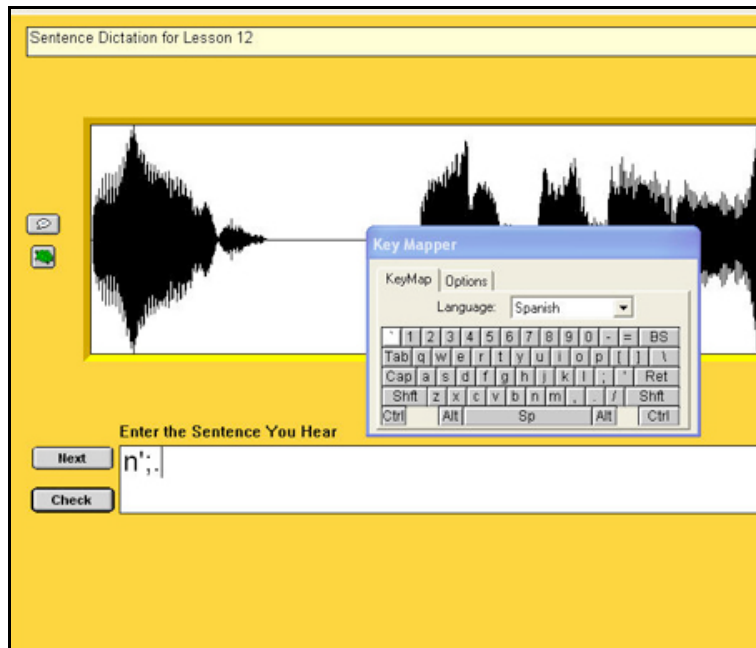 Sentence Dictation for Lesson 12
Key Mapper
KeyMap Options
Language: Spanish
` 1 2 3 4 5 6 7 8 9 0 - = BS
Tab q w e r t y u i o p [ ] \
Cap a s d f g h j k l ; ' Ret
Shft z x c v b n m , . / Shft
Ctrl Alt Sp Alt Ctrl
Enter the Sentence You Hear
Next
n';.
Check